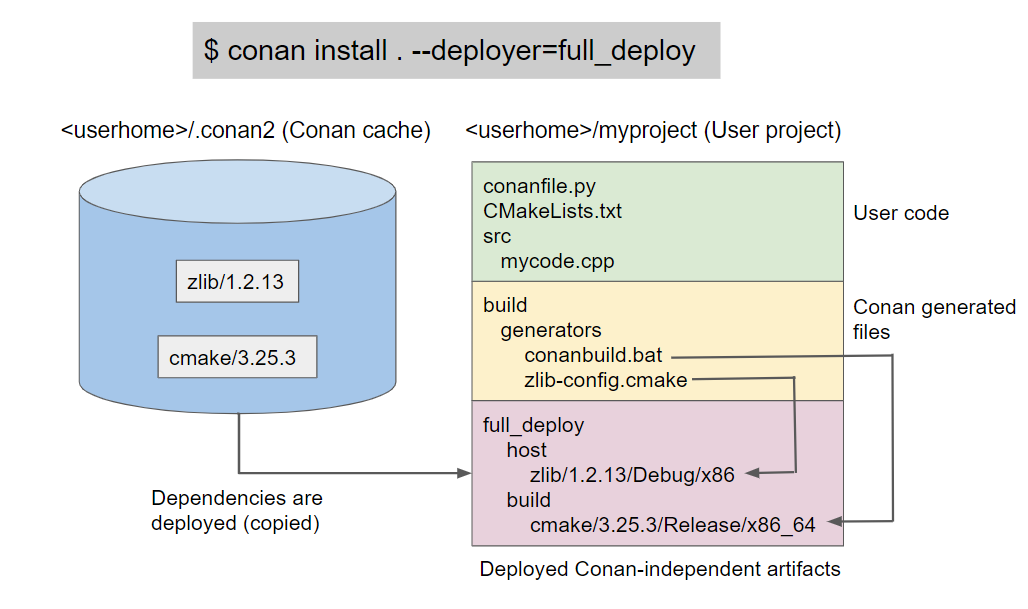 $ conan install . --deployer=full_deploy
<userhome>/.conan2 (Conan cache)
<userhome>/myproject (User project)
zlib/1.2.13
cmake/3.25.3
Dependencies are
deployed (copied)
conanfile.py
CMakeLists.txt
src
mycode.cpp
User code
build
generators
conanbuild.bat
zlib-config.cmake
Conan generated
files
full_deploy
host
zlib/1.2.13/Debug/x86
build
cmake/3.25.3/Release/x86_64
Deployed Conan-independent artifacts